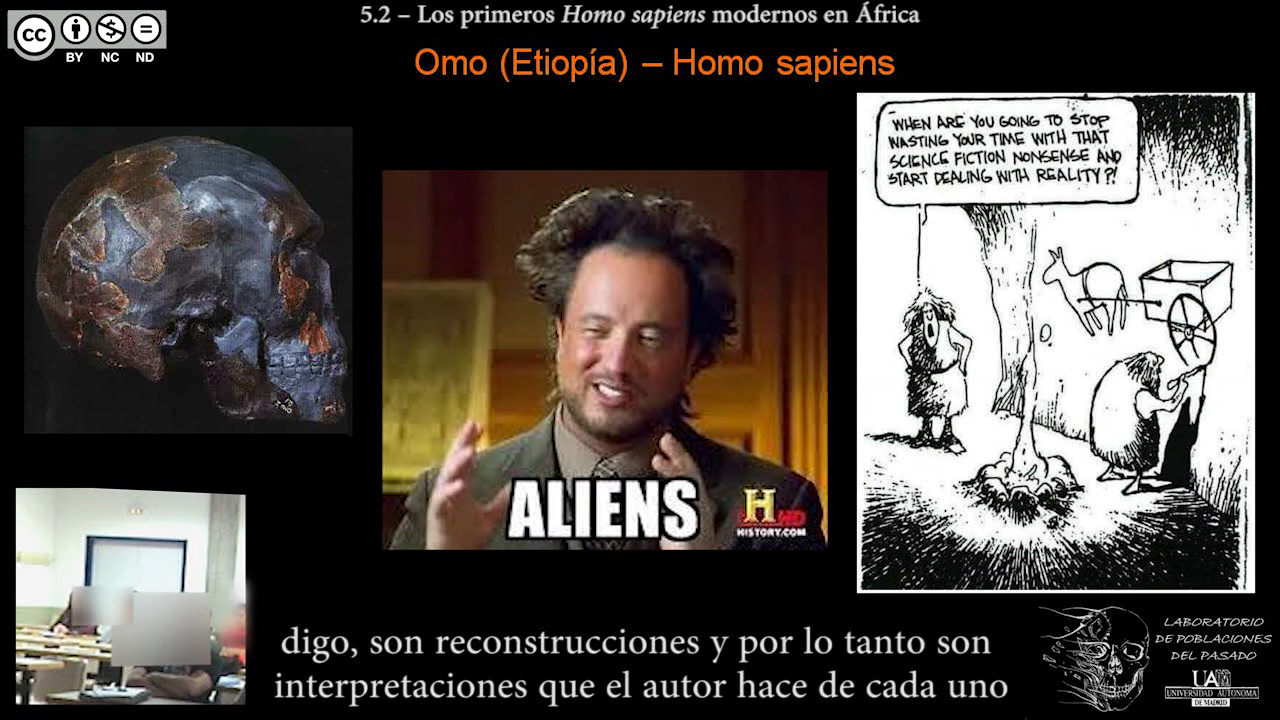 5.2 – Los primeros Homo sapiens modernos en África
cc
BY NC ND
Omo (Etiopía) – Homo sapiens
WHEN ARE YOU GOING TO STOP
WASTING YOUR TIME WITH THAT
SCIENCE FICTION NONSENSE AND
START DEALING WITH REALITY?!
ALIENS
H HD
HISTORY.COM
digo, son reconstrucciones y por lo tanto son
interpretaciones que el autor hace de cada uno
LABORATORIO
DE POBLACIONES
DEL PASADO
UAM
UNIVERSIDAD AUTONOMA
DE MADRID